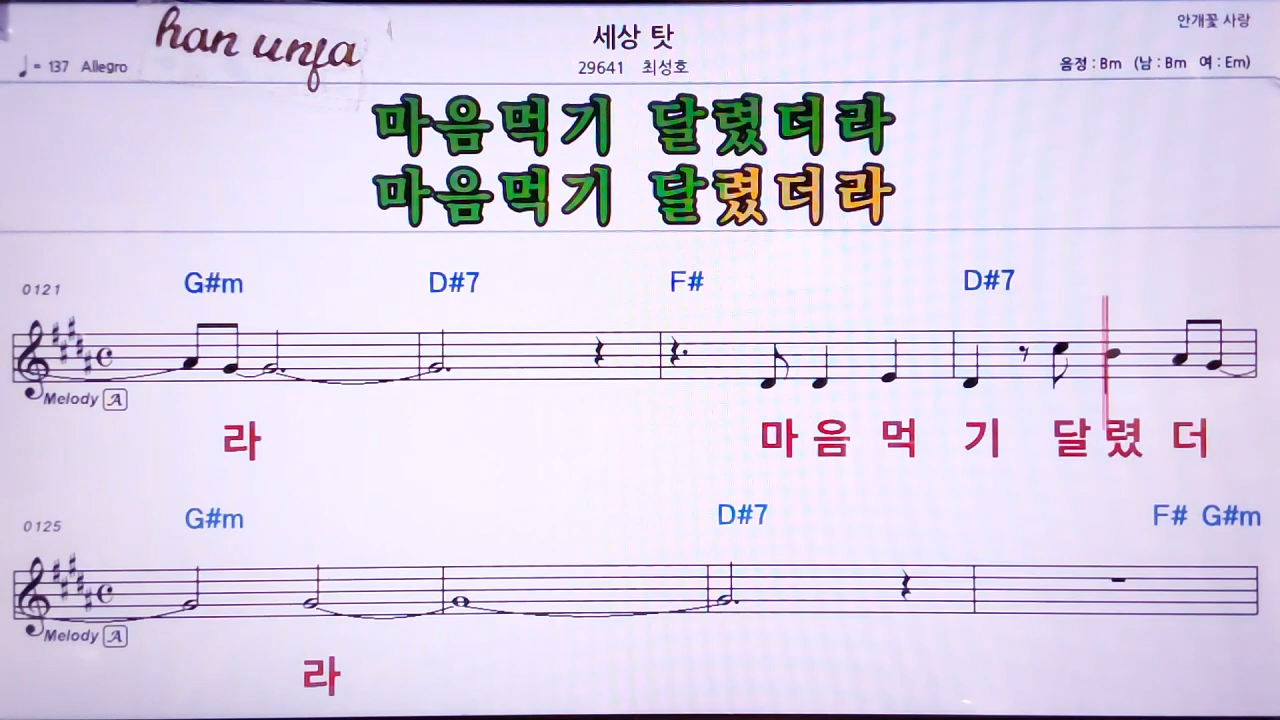 han unja
세상 탓
안개꽃 사랑
♩= 137 Allegro
29641 최성호
음정 : Bm (남 : Bm 여 : Em)
마음먹기 달렸더라
마음먹기 달렸더라
0121 G#m D#7 F# D#7
Melody A
라 마 음 먹 기 달 렸 더
0125 G#m D#7 F# G#m
Melody A
라